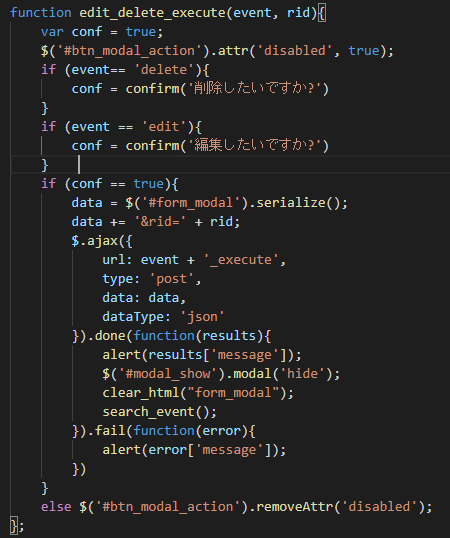 function edit_delete_execute(event, rid){
var conf = true;
$('#btn_modal_action').attr('disabled', true);
if (event== 'delete'){
conf = confirm('削除したいですか?')
}
if (event == 'edit'){
conf = confirm('編集したいですか?')
}
if (conf == true){
data = $('#form_modal').serialize();
data += '&rid=' + rid;
$.ajax({
url: event + '_execute',
type: 'post',
data: data,
dataType: 'json'
}).done(function(results){
alert(results['message']);
$('#modal_show').modal('hide');
clear_html("form_modal");
search_event();
}).fail(function(error){
alert(error['message']);
})
}
else $('#btn_modal_action').removeAttr('disabled');
};